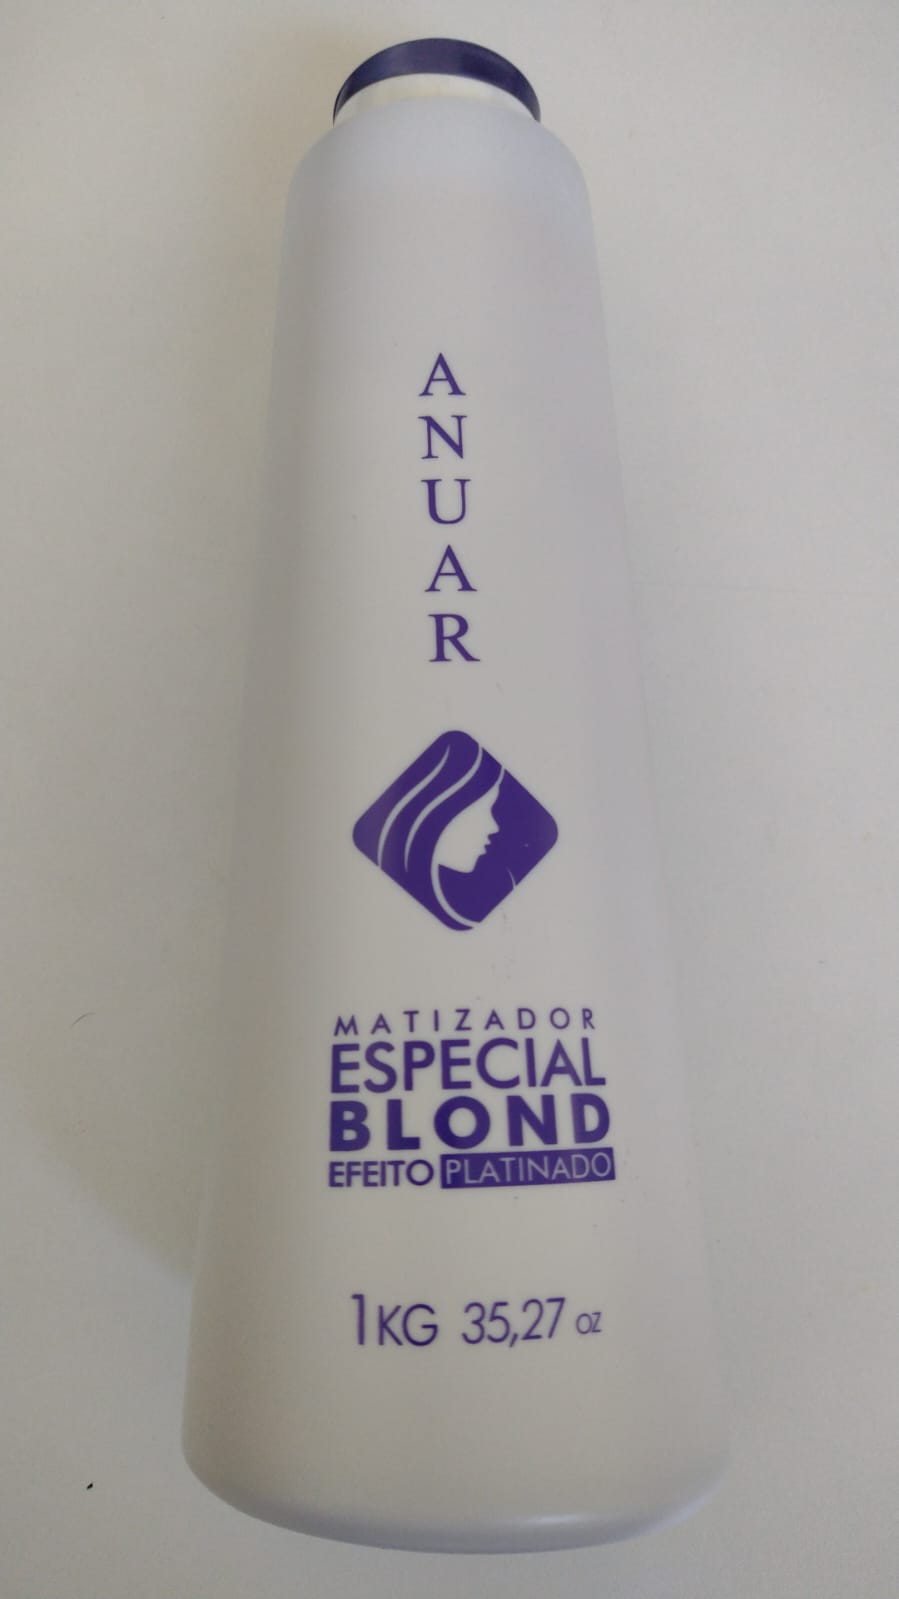 ANUAR
MATIZADOR
ESPECIAL
BLOND
EFEITO PLATINADO
1KG 35,27 oz